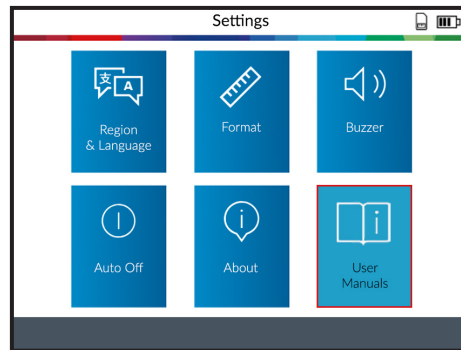 Settings
Region
& Language
Format
Buzzer
Auto Off
About
User
Manuals